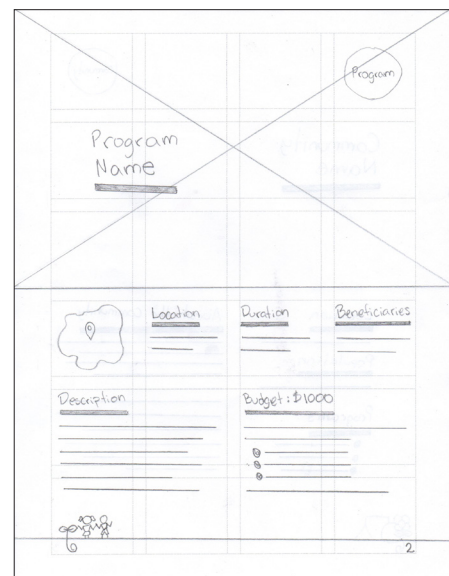 Program
Program
Name
Location
Duration
Beneficiaries
Description
Budget: $1000
2